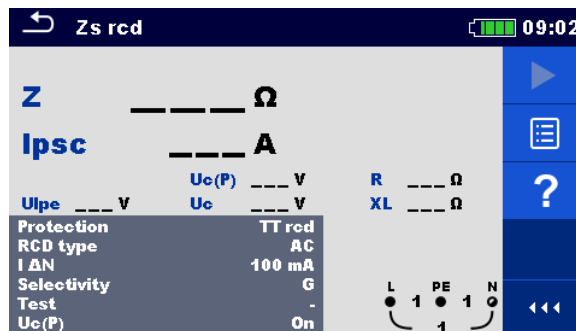 Zs rcd 09:02
Z ___ Ω
Ipsc ___ A
Uc(P) ___ V R ___ Ω
Ulpe ___ V Uc ___ V XL ___ Ω
Protection TT rcd
RCD type AC
I ΔN 100 mA
Selectivity G
Test -
Uc(P) On
L PE N
1 1
1
?